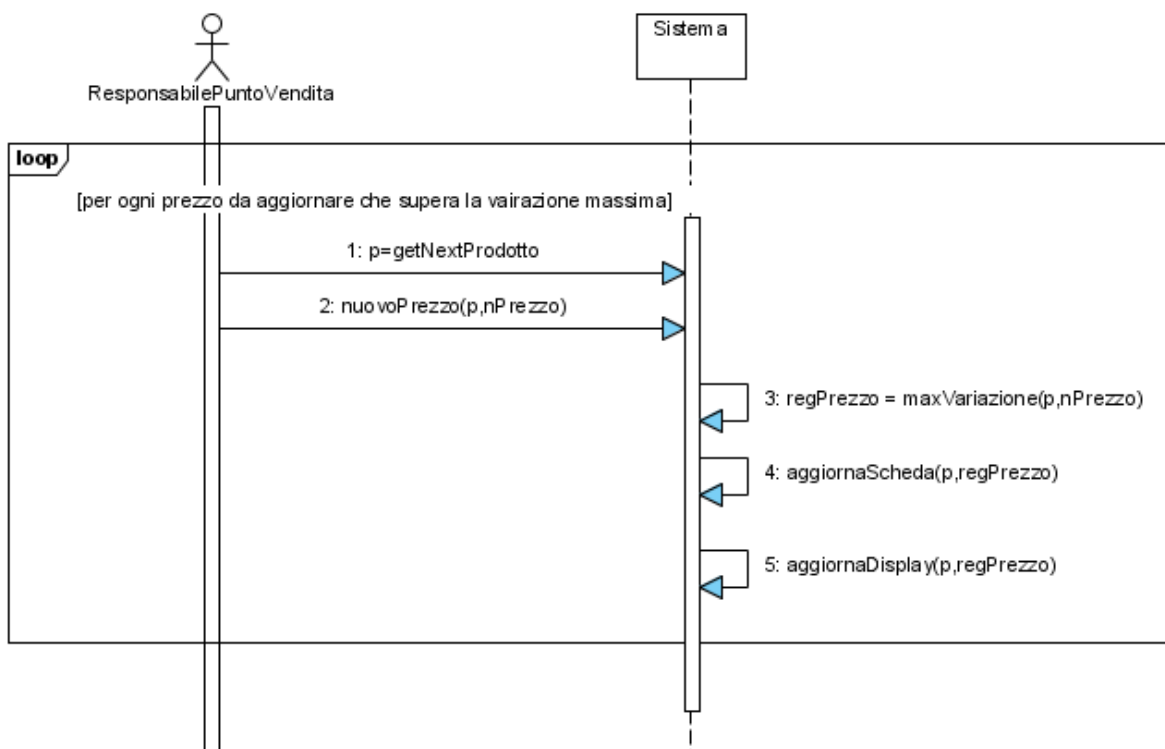 Sistema
ResponsabilePuntoVendita
loop
[per ogni prezzo da aggiornare che supera la vairazione massima]
1: p=getNextProdotto
2: nuovoPrezzo(p,nPrezzo)
3: regPrezzo = maxVariazione(p,nPrezzo)
4: aggiornaScheda(p,regPrezzo)
5: aggiornaDisplay(p,regPrezzo)